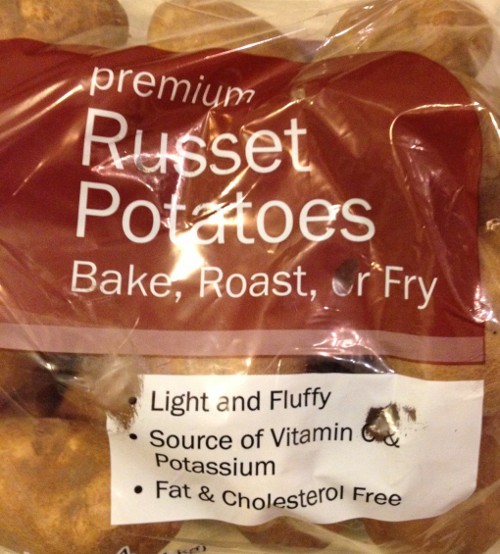 premium
Russet
Potatoes
Bake, Roast, or Fry
• Light and Fluffy
• Source of Vitamin C &
Potassium
• Fat & Cholesterol Free